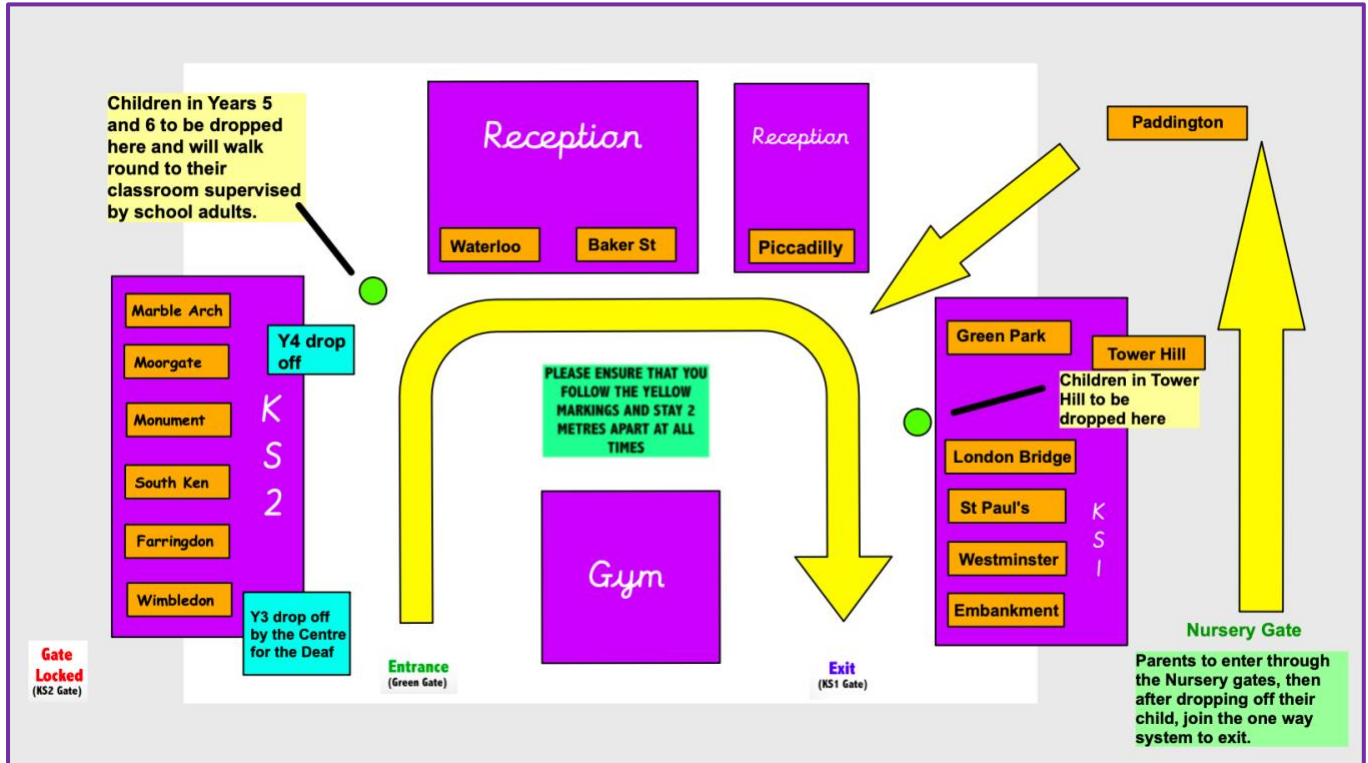 Children in Years 5
and 6 to be dropped
here and will walk
round to their
classroom supervised
by school adults.
Reception
Waterloo
Baker St
Reception
Piccadilly
Paddington
Marble Arch
Moorgate
Monument
South Ken
Farringdon
Wimbledon
K
S
2
Y4 drop
off
Y3 drop off
by the Centre
for the Deaf
PLEASE ENSURE THAT YOU
FOLLOW THE YELLOW
MARKINGS AND STAY 2
METRES APART AT ALL
TIMES
Gym
Green Park
Tower Hill
Children in Tower
Hill to be
dropped here
London Bridge
St Paul's
Westminster
Embankment
K
S
1
Gate
Locked
(KS2 Gate)
Entrance
(Green Gate)
Exit
(KS1 Gate)
Nursery Gate
Parents to enter through
the Nursery gates, then
after dropping off their
child, join the one way
system to exit.